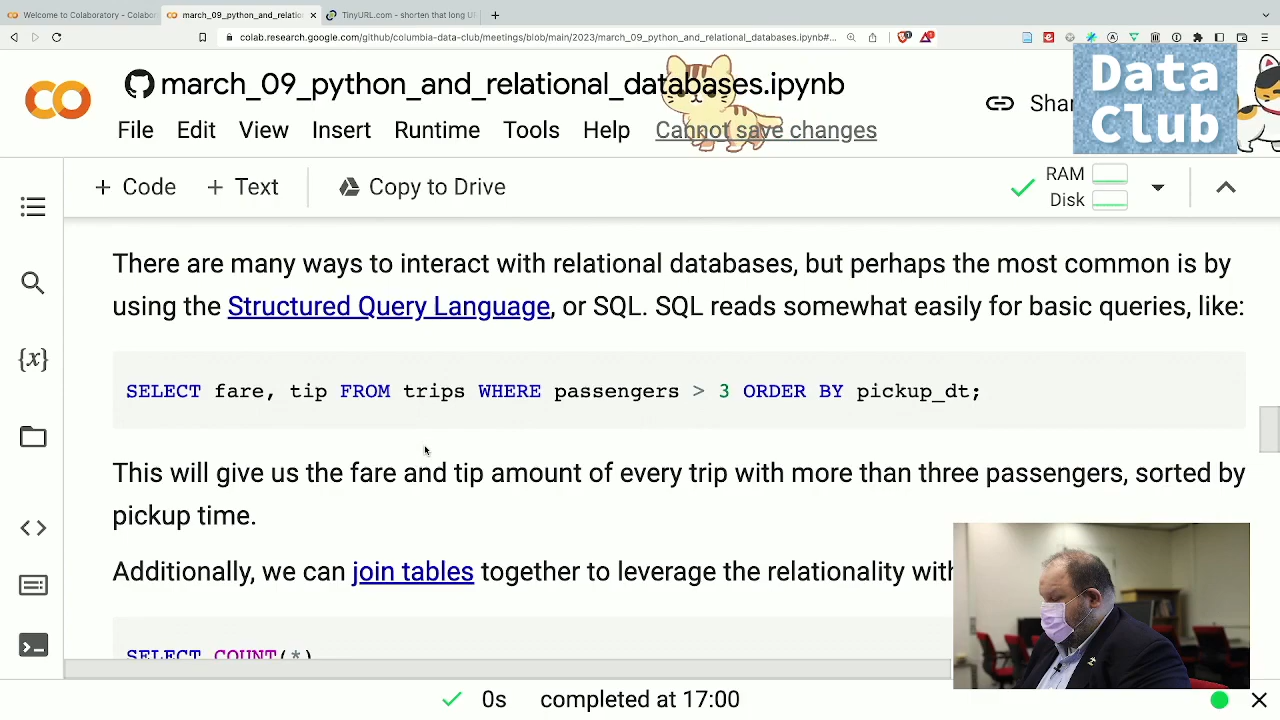 Welcome to Colaboratory - Colabor
march_09_python_and_relatio
TinyURL.com - shorten that long U
colab.research.google.com/github/columbia-data-club/meetings/blob/main/2023/march_09_python_and_relational_databases.ipynb#...
march_09_python_and_relational_databases.ipynb
Shar
Data
Club
File Edit View Insert Runtime Tools Help Cannot save changes
+ Code + Text Copy to Drive
RAM
Disk
There are many ways to interact with relational databases, but perhaps the most common is by
using the Structured Query Language, or SQL. SQL reads somewhat easily for basic queries, like:
SELECT fare, tip FROM trips WHERE passengers > 3 ORDER BY pickup_dt;
This will give us the fare and tip amount of every trip with more than three passengers, sorted by
pickup time.
Additionally, we can join tables together to leverage the relationality with
SELECT COUNT(*)
0s completed at 17:00